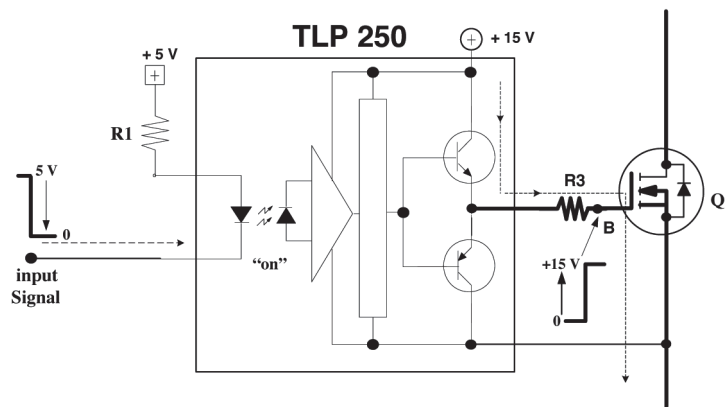 TLP 250
+ 15 V
+ 5 V
+
+
R1
5 V
0
input
Signal
“on”
R3
B
Q
+15 V
0